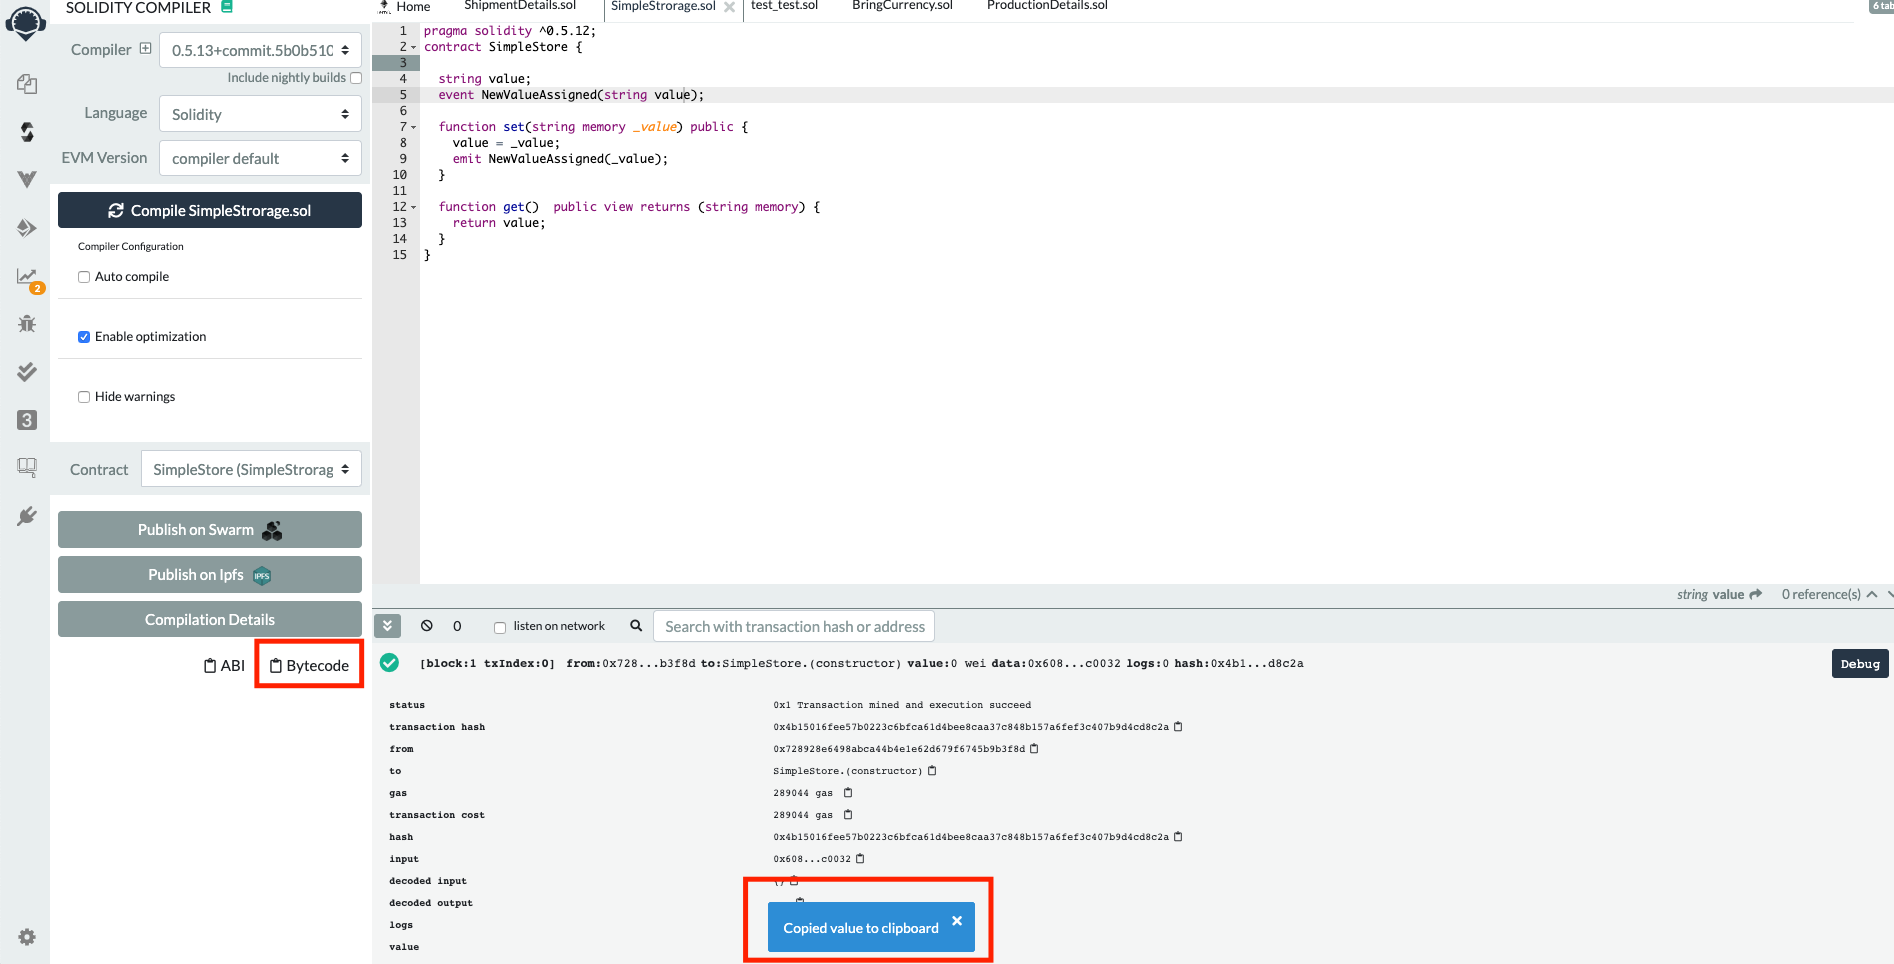 SOLIDITY COMPILER
Compiler
0.5.13+commit.5b0b510
Include nightly builds
Language
Solidity
EVM Version
compiler default
Compile SimpleStrorage.sol
Compiler Configuration
Auto compile
Enable optimization
Hide warnings
2
3
Contract
SimpleStore (SimpleStrorag
Publish on Swarm
Publish on Ipfs
IPFS
Compilation Details
ABI
Bytecode
Home
ShipmentDetails.sol
SimpleStrorage.sol
test_test.sol
BringCurrency.sol
ProductionDetails.sol
6 tab
1 pragma solidity ^0.5.12;
2 contract SimpleStore {
3
4 string value;
5 event NewValueAssigned(string value);
6
7 function set(string memory _value) public {
8 value = _value;
9 emit NewValueAssigned(_value);
10 }
11
12 function get()  public view returns (string memory) {
13 return value;
14 }
15 }
string value
0 reference(s)
0
listen on network
Search with transaction hash or address
[block:1 txIndex:0] from:0x728...b3f8d to:SimpleStore.(constructor) value:0 wei data:0x608...c0032 logs:0 hash:0x4b1...d8c2a
Debug
status 0x1 Transaction mined and execution succeed
transaction hash 0x4b15016fee57b0223c6bfca61d4bee8caa37c848b157a6fef3c407b9d4cd8c2a
from 0x728928e6498abca44b4e1e62d679f6745b9b3f8d
to SimpleStore.(constructor)
gas 289044 gas
transaction cost 289044 gas
hash 0x4b15016fee57b0223c6bfca61d4bee8caa37c848b157a6fef3c407b9d4cd8c2a
input 0x608...c0032
decoded input {}
decoded output
logs
value
Copied value to clipboard